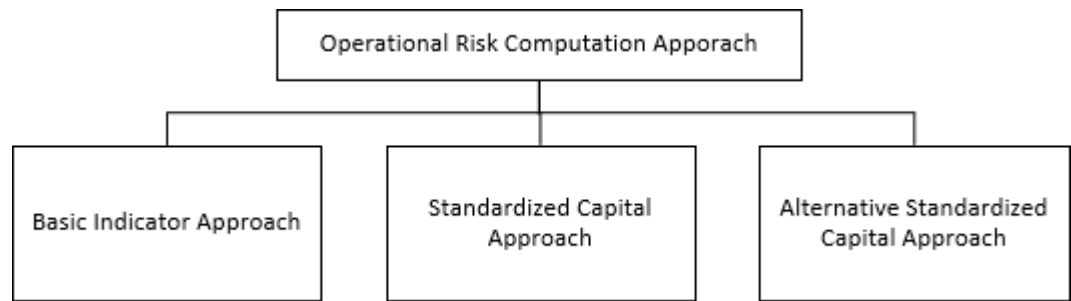 Operational Risk Computation Apporach
Basic Indicator Approach
Standardized Capital
Approach
Alternative Standardized
Capital Approach